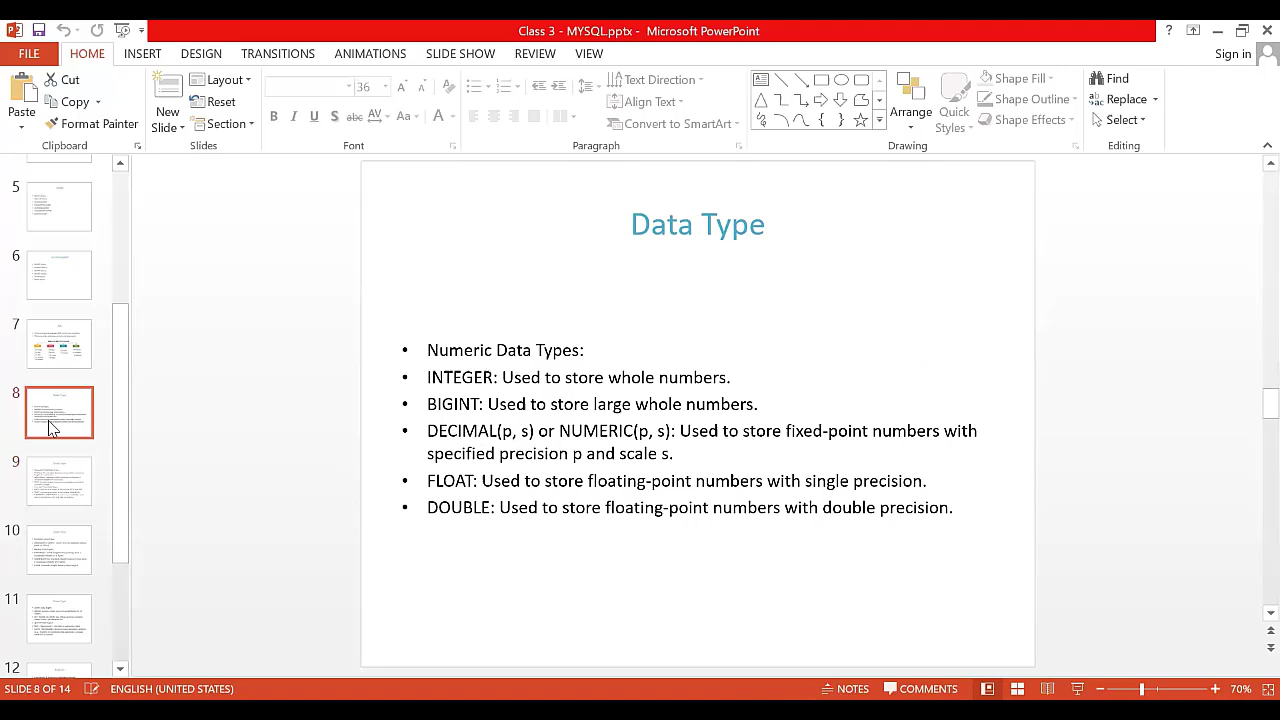 Class 3 - MYSQL.pptx - Microsoft PowerPoint
FILE HOME INSERT DESIGN TRANSITIONS ANIMATIONS SLIDE SHOW REVIEW VIEW Sign in
Paste
Cut
Copy
Format Painter
Clipboard
New Slide
Layout
Reset
Section
Slides
36
B I U S abc AV Aa A
Font
Text Direction
Align Text
Convert to SmartArt
Paragraph
Arrange
Quick Styles
Shape Fill
Shape Outline
Shape Effects
Drawing
Find
Replace
Select
Editing
5
6
7
8
9
10
11
12
Data Type
• Numeric Data Types:
• INTEGER: Used to store whole numbers.
• BIGINT: Used to store large whole numbers.
• DECIMAL(p, s) or NUMERIC(p, s): Used to store fixed-point numbers with
specified precision p and scale s.
• FLOAT: Used to store floating-point numbers with single precision.
• DOUBLE: Used to store floating-point numbers with double precision.
SLIDE 8 OF 14 ENGLISH (UNITED STATES) NOTES COMMENTS 70%